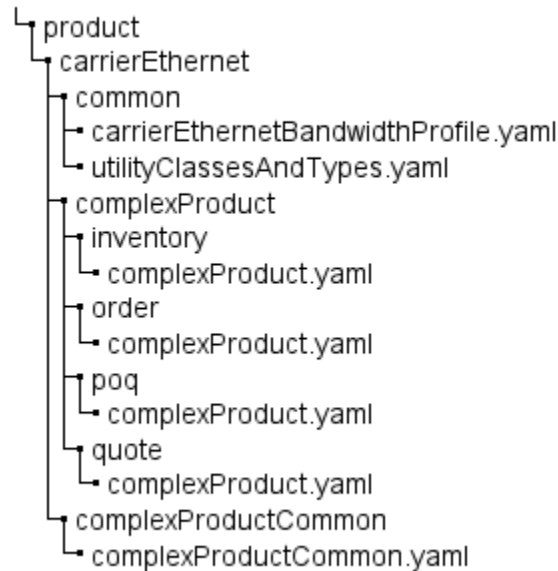 product
carrierEthernet
common
carrierEthernetBandwidthProfile.yaml
utilityClassesAndTypes.yaml
complexProduct
inventory
complexProduct.yaml
order
complexProduct.yaml
poq
complexProduct.yaml
quote
complexProduct.yaml
complexProductCommon
complexProductCommon.yaml